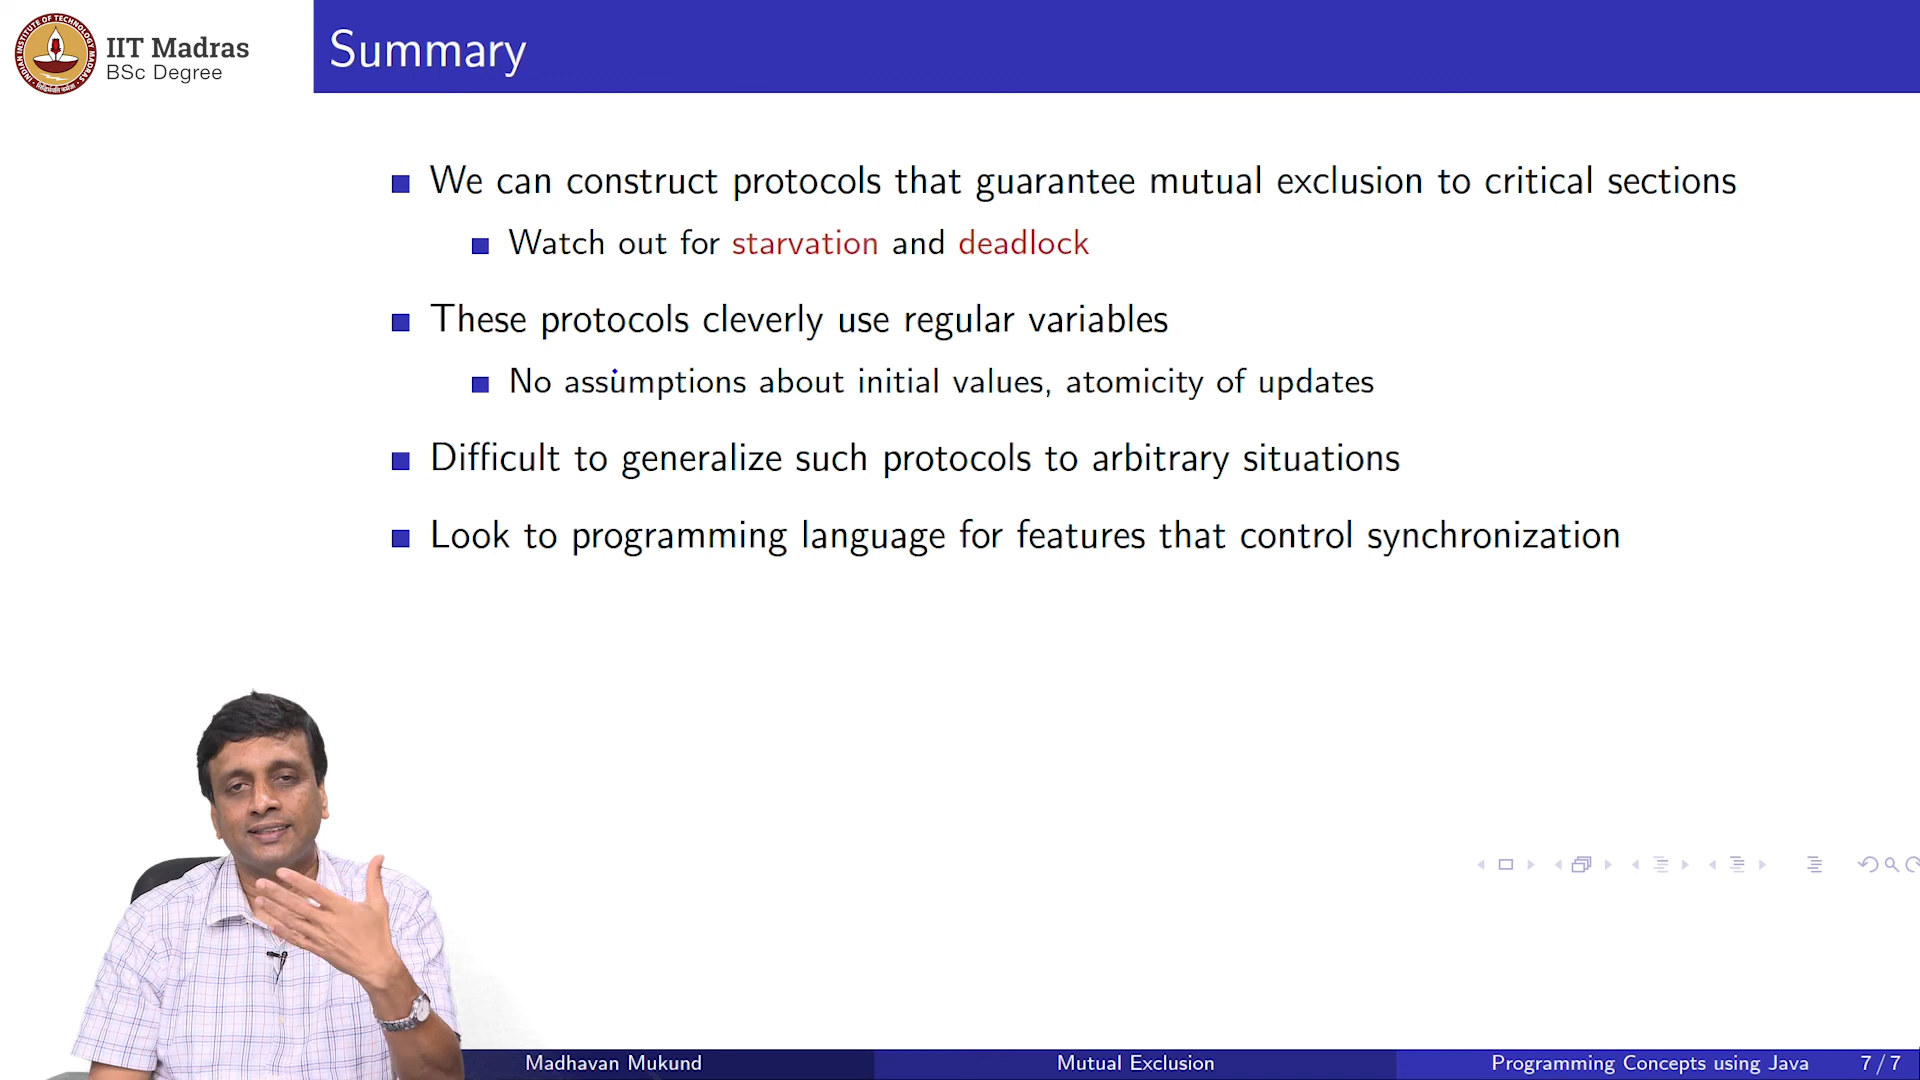 IIT Madras
BSc Degree
Summary
We can construct protocols that guarantee mutual exclusion to critical sections
Watch out for starvation and deadlock
These protocols cleverly use regular variables
No assumptions about initial values, atomicity of updates
Difficult to generalize such protocols to arbitrary situations
Look to programming language for features that control synchronization
Madhavan Mukund
Mutual Exclusion
Programming Concepts using Java
7 / 7